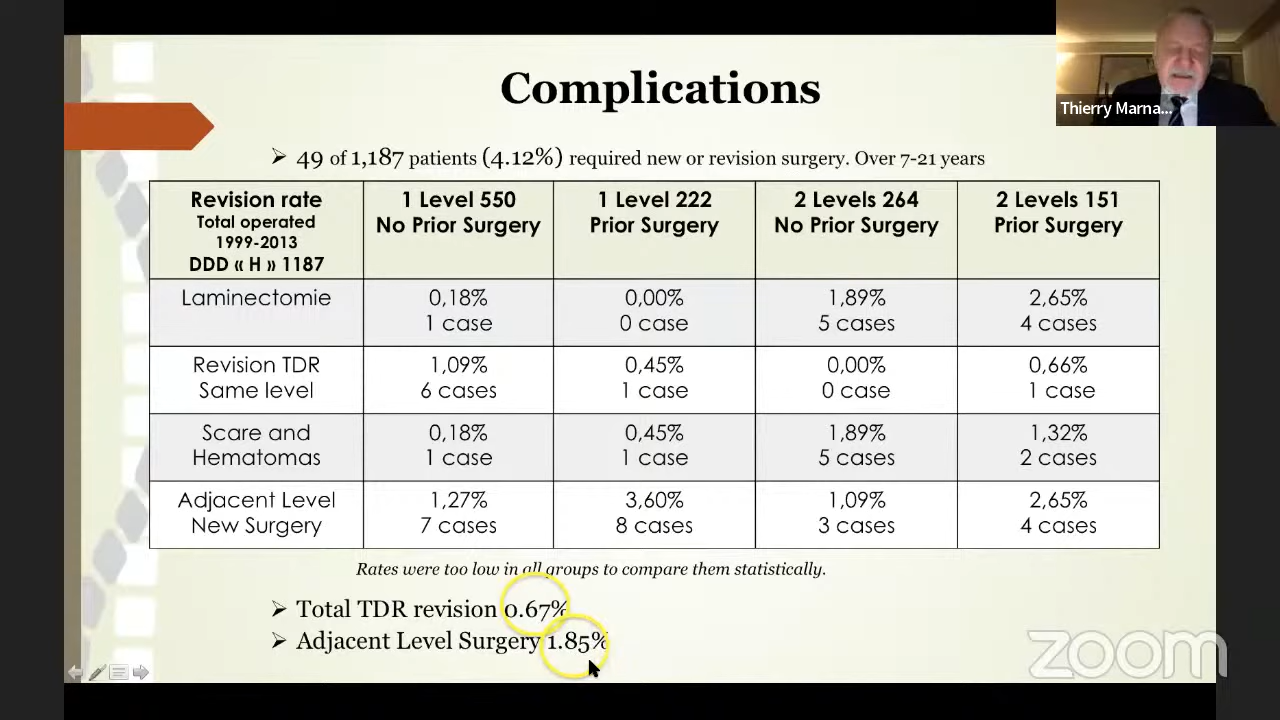 Complications
Thierry Marna...
➢ 49 of 1,187 patients (4.12%) required new or revision surgery. Over 7-21 years
Revision rate
Total operated
1999-2013
DDD « H » 1187
1 Level 550
No Prior Surgery
1 Level 222
Prior Surgery
2 Levels 264
No Prior Surgery
2 Levels 151
Prior Surgery
Laminectomie
0,18%
1 case
0,00%
0 case
1,89%
5 cases
2,65%
4 cases
Revision TDR
Same level
1,09%
6 cases
0,45%
1 case
0,00%
0 case
0,66%
1 case
Scare and
Hematomas
0,18%
1 case
0,45%
1 case
1,89%
5 cases
1,32%
2 cases
Adjacent Level
New Surgery
1,27%
7 cases
3,60%
8 cases
1,09%
3 cases
2,65%
4 cases
Rates were too low in all groups to compare them statistically.
➢ Total TDR revision 0.67%
➢ Adjacent Level Surgery 1.85%
zoom